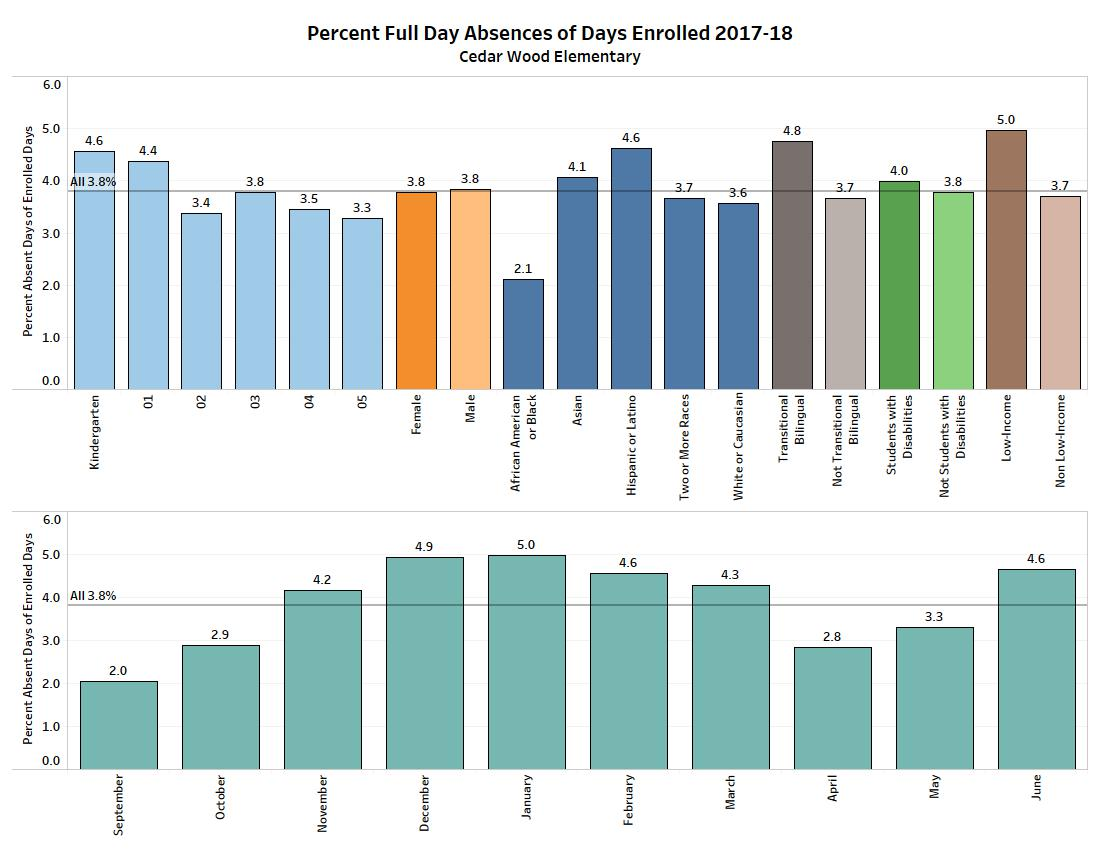 Percent Full Day Absences of Days Enrolled 2017-18
Cedar Wood Elementary
Percent Absent Days of Enrolled Days
6.0
5.0
4.0
3.0
2.0
1.0
0.0
All 3.8%
4.6
4.4
3.4
3.8
3.5
3.3
3.8
3.8
2.1
4.1
4.6
3.7
3.6
4.8
3.7
4.0
3.8
5.0
3.7
Kindergarten
01
02
03
04
05
Female
Male
African American
or Black
Asian
Hispanic or Latino
Two or More Races
White or Caucasian
Transitional
Bilingual
Not Transitional
Bilingual
Students with
Disabilities
Not Students with
Disabilities
Low-Income
Non Low-Income
Percent Absent Days of Enrolled Days
6.0
5.0
4.0
3.0
2.0
1.0
0.0
All 3.8%
2.0
2.9
4.2
4.9
5.0
4.6
4.3
2.8
3.3
4.6
September
October
November
December
January
February
March
April
May
June